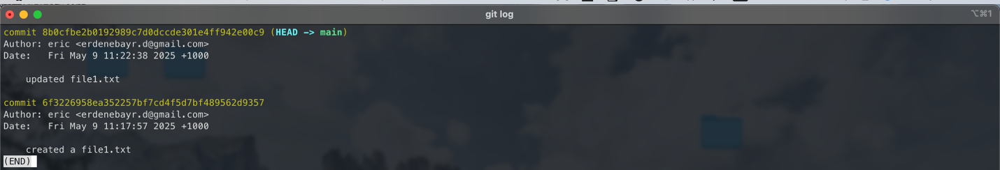 git log
⌥⌘1
commit 8b0cfbe2b0192989c7d0dccde301e4ff942e00c9 (HEAD -> main)
Author: eric <erdenebayr.d@gmail.com>
Date:   Fri May 9 11:22:38 2025 +1000
updated file1.txt
commit 6f3226958ea352257bf7cd4f5d7bf489562d9357
Author: eric <erdenebayr.d@gmail.com>
Date:   Fri May 9 11:17:57 2025 +1000
created a file1.txt
(END)